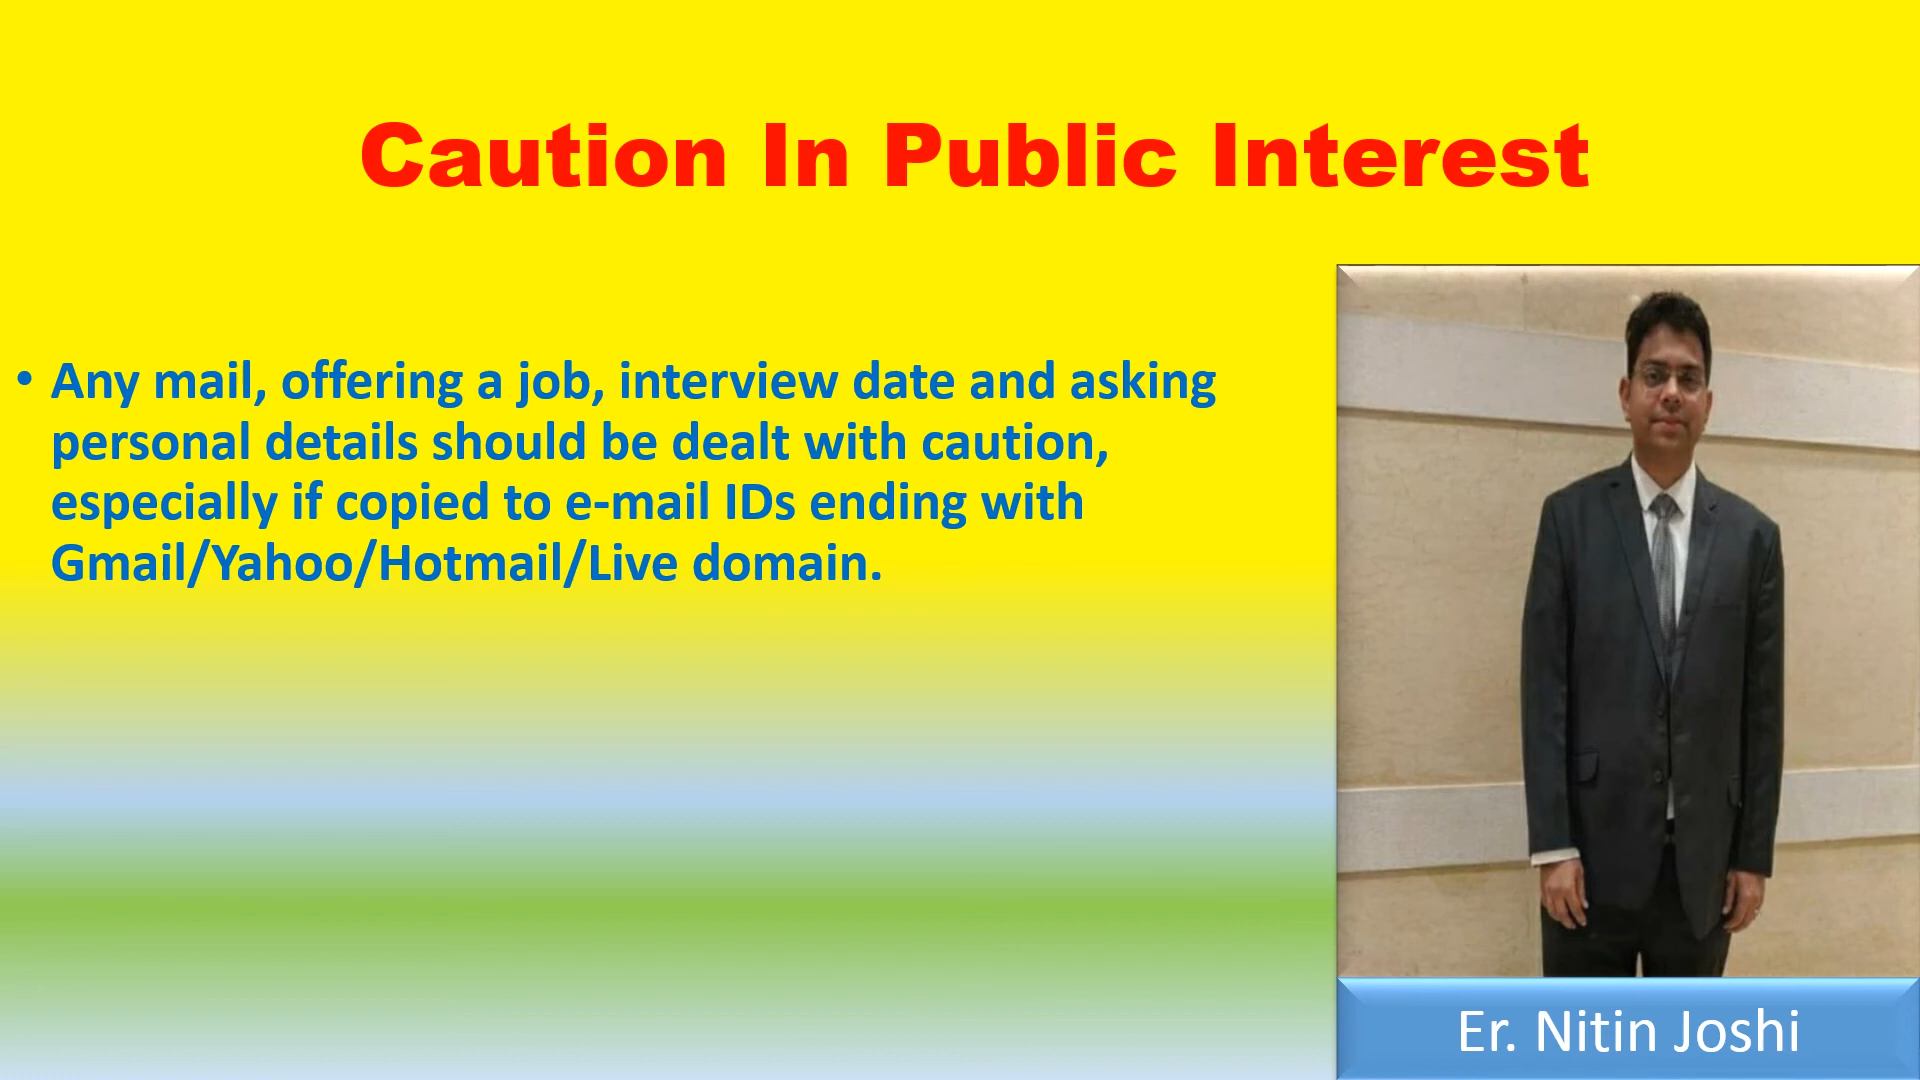 Caution In Public Interest
• Any mail, offering a job, interview date and asking
personal details should be dealt with caution,
especially if copied to e-mail IDs ending with
Gmail/Yahoo/Hotmail/Live domain.
Er. Nitin Joshi